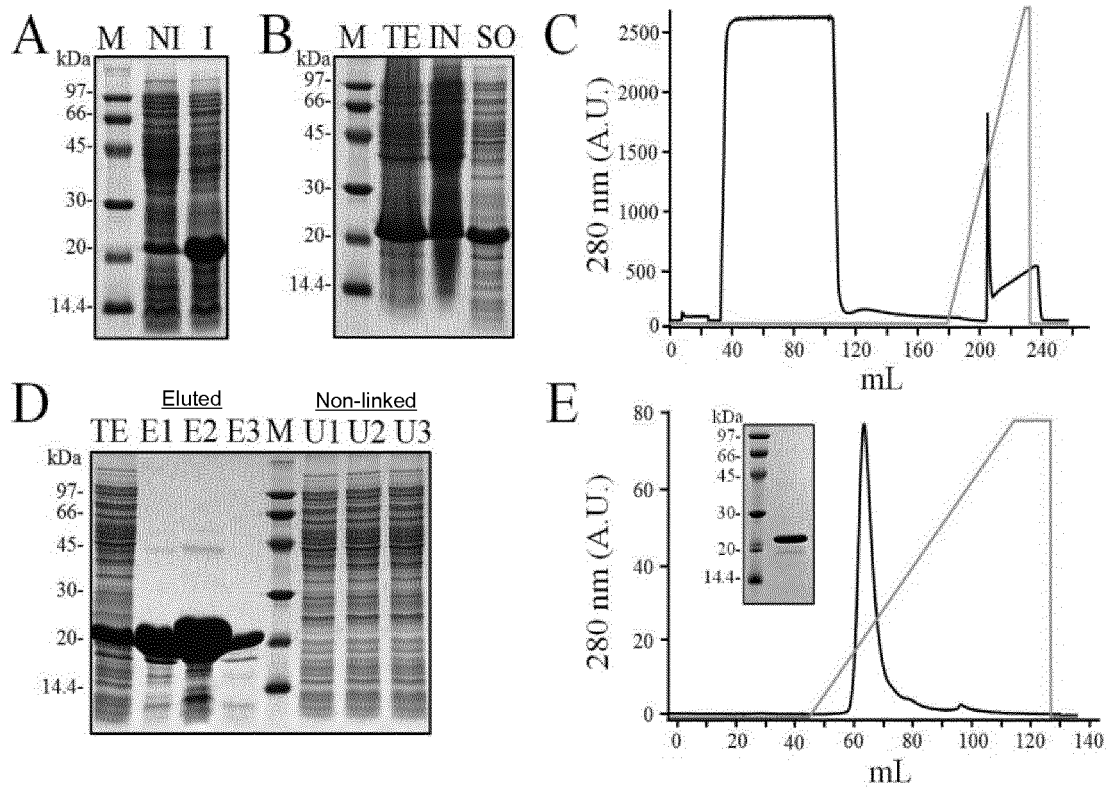 A
M NI I
kDa
97-
66-
45-
30-
20-
14.4-
B
M TE IN SO
kDa
97-
66-
45-
30-
20-
14.4-
C
280 nm (A.U.)
2500
2000
1500
1000
500
0
0 40 80 120 160 200 240
mL
D
Eluted Non-linked
TE E1 E2 E3 M U1 U2 U3
kDa
97-
66-
45-
30-
20-
14.4-
E
280 nm (A.U.)
80
60
40
20
0
0 20 40 60 80 100 120 140
mL
kDa
97-
66-
45-
30-
20-
14.4-